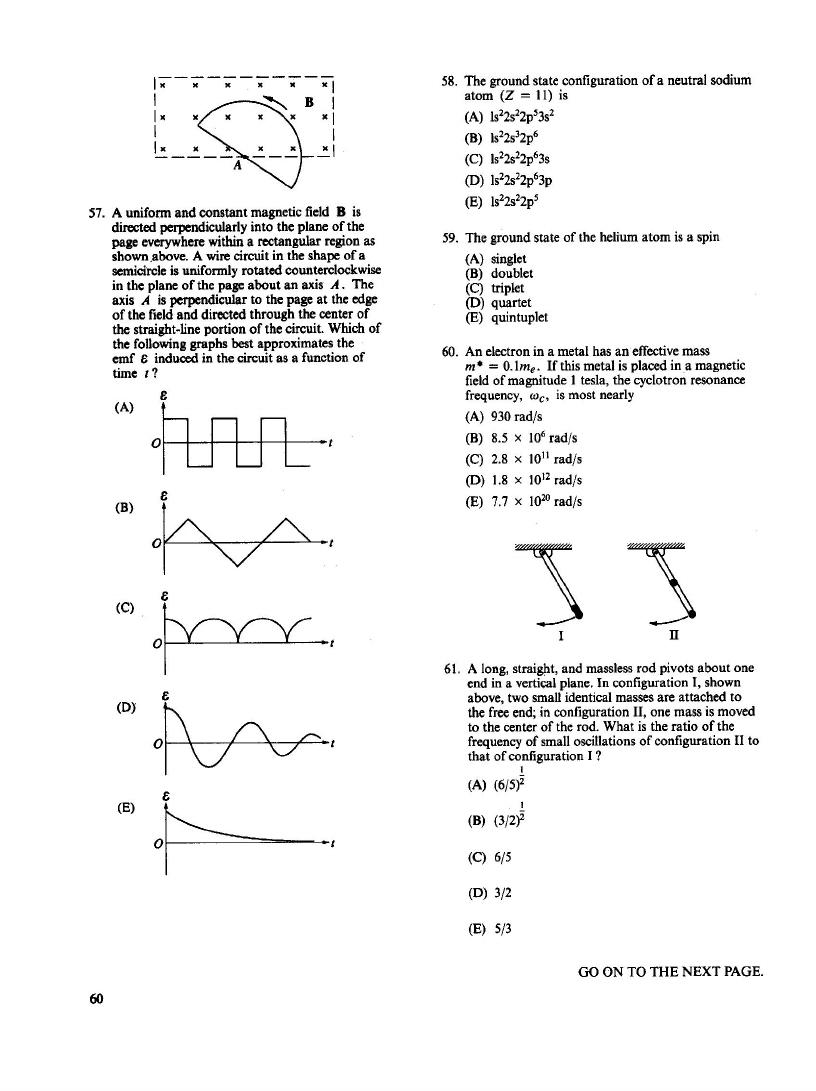 B
A
57. A uniform and constant magnetic field B is
directed perpendicularly into the plane of the
page everywhere within a rectangular region as
shown above. A wire circuit in the shape of a
semicircle is uniformly rotated counterclockwise
in the plane of the page about an axis A. The
axis A is perpendicular to the page at the edge
of the field and directed through the center of
the straight-line portion of the circuit. Which of
the following graphs best approximates the
emf ℰ induced in the circuit as a function of
time t ?
(A) ℰ O t
(B) ℰ O t
(C) ℰ O t
(D) ℰ O t
(E) ℰ O t
58. The ground state configuration of a neutral sodium
atom (Z = 11) is
(A) 1s²2s²2p⁵3s²
(B) 1s²2s³2p⁶
(C) 1s²2s²2p⁶3s
(D) 1s²2s²2p⁶3p
(E) 1s²2s²2p⁵
59. The ground state of the helium atom is a spin
(A) singlet
(B) doublet
(C) triplet
(D) quartet
(E) quintuplet
60. An electron in a metal has an effective mass
m* = 0.1mₑ. If this metal is placed in a magnetic
field of magnitude 1 tesla, the cyclotron resonance
frequency, ω_c, is most nearly
(A) 930 rad/s
(B) 8.5 × 10⁶ rad/s
(C) 2.8 × 10¹¹ rad/s
(D) 1.8 × 10¹² rad/s
(E) 7.7 × 10²⁰ rad/s
I II
61. A long, straight, and massless rod pivots about one
end in a vertical plane. In configuration I, shown
above, two small identical masses are attached to
the free end; in configuration II, one mass is moved
to the center of the rod. What is the ratio of the
frequency of small oscillations of configuration II to
that of configuration I ?
(A) (6/5)^½
(B) (3/2)^½
(C) 6/5
(D) 3/2
(E) 5/3
GO ON TO THE NEXT PAGE.
60